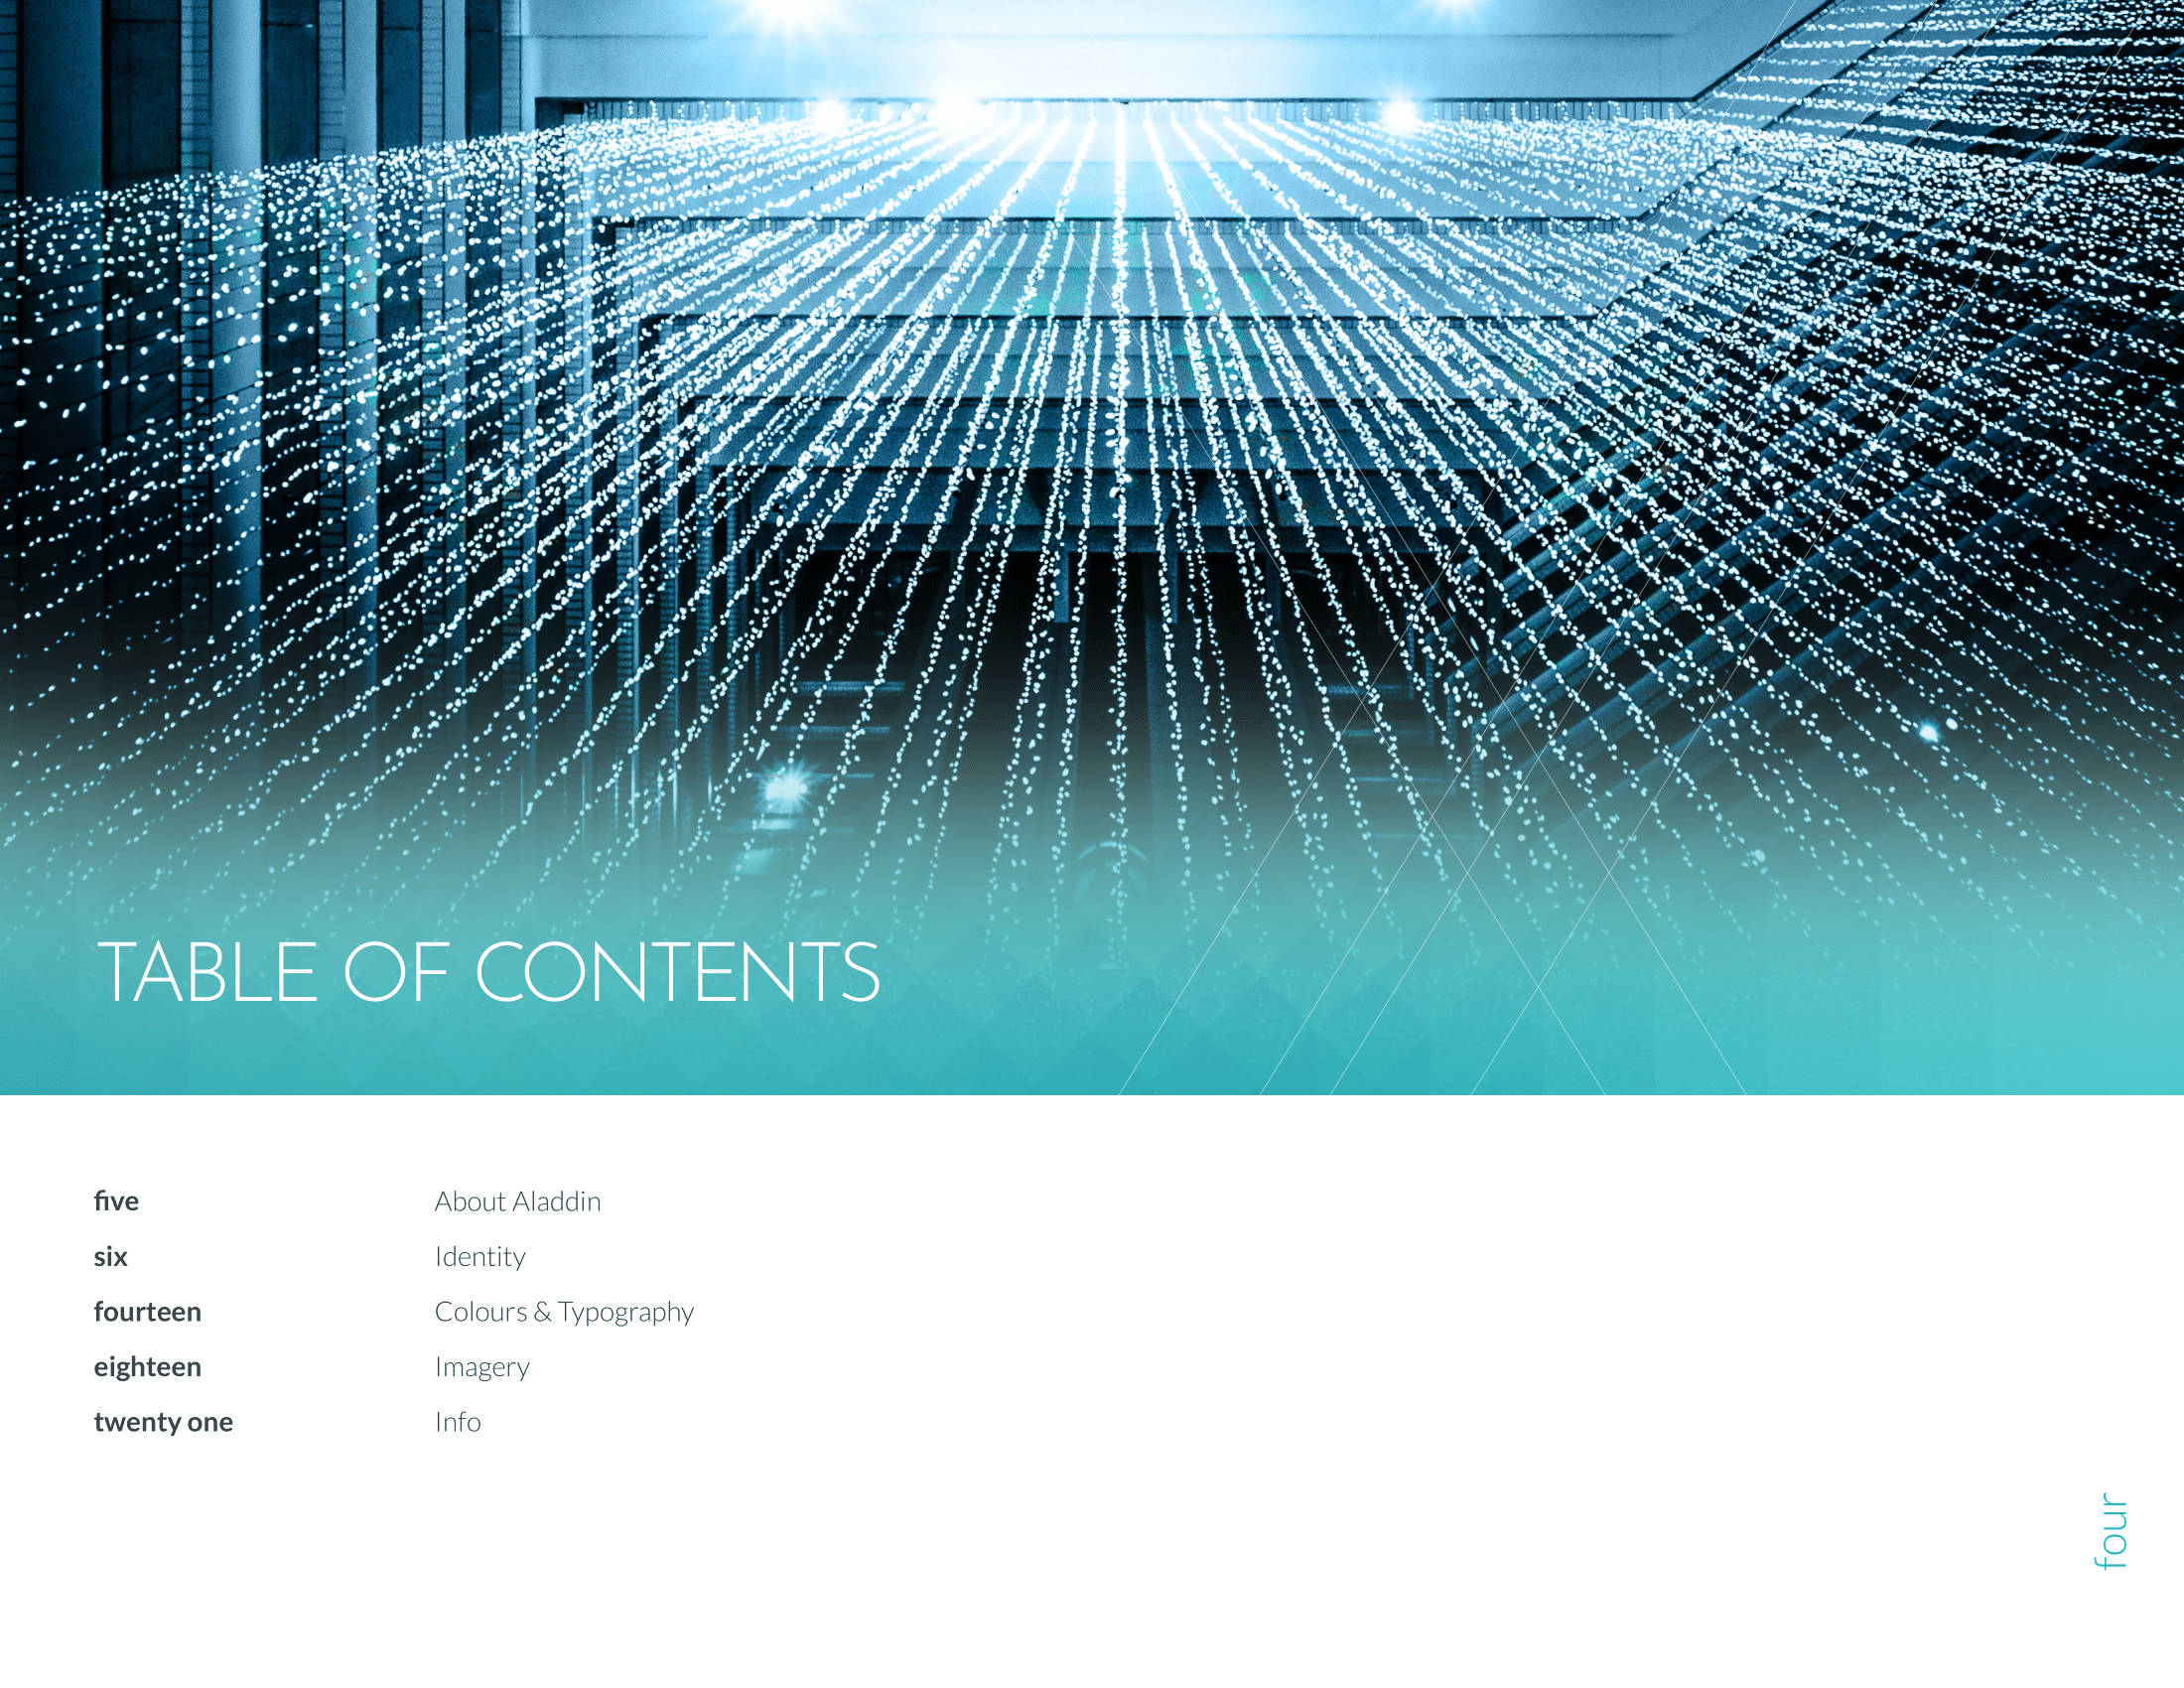 TABLE OF CONTENTS
five About Aladdin
six Identity
fourteen Colours & Typography
eighteen Imagery
twenty one Info
four